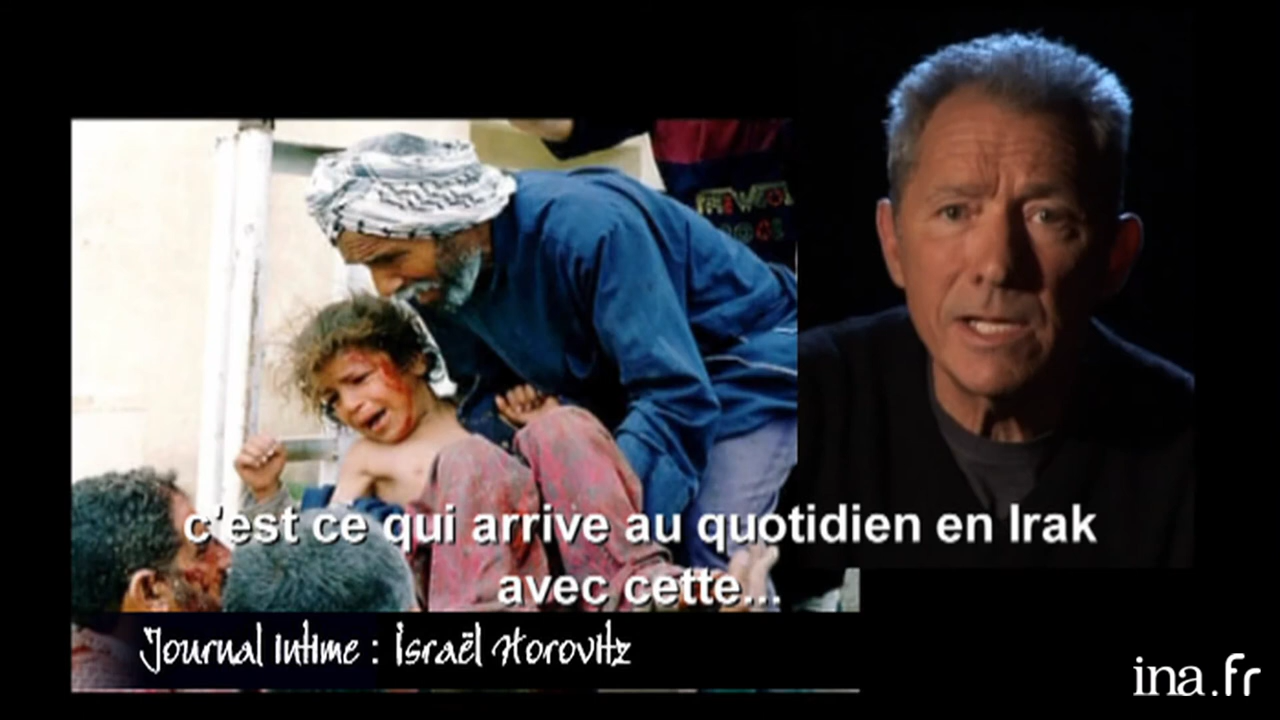 c'est ce qui arrive au quotidien en Irak
avec cette...
Journal intime : Israël Horovitz
ina.fr